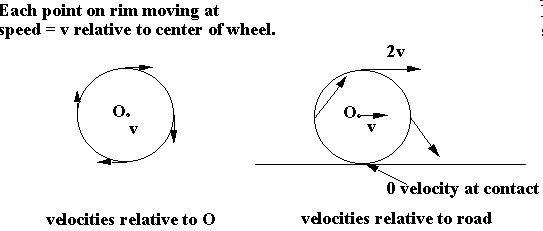 Each point on rim moving at
speed = v relative to center of wheel.
2v
O.
v
O.
v
0 velocity at contact
velocities relative to O
velocities relative to road